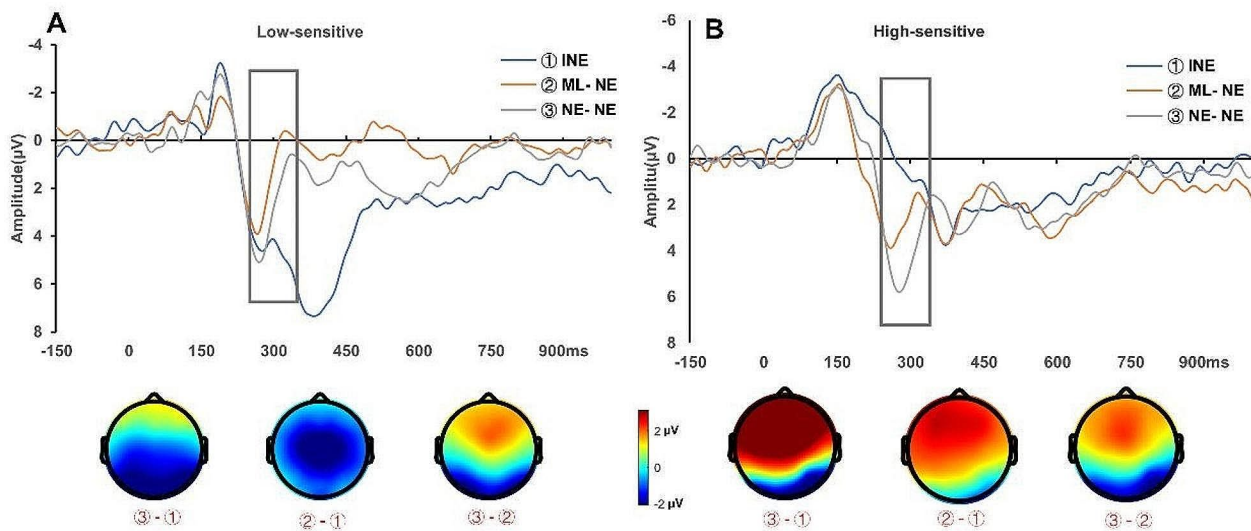 A
Low-sensitive
① INE
② ML- NE
③ NE- NE
Amplitude(μV)
-4
-2
0
2
4
6
8
-150 0 150 300 450 600 750 900ms
B
High-sensitive
① INE
② ML- NE
③ NE- NE
Amplitu(μV)
-6
-4
-2
0
2
4
6
8
-150 0 150 300 450 600 750 900ms
③ - ①
② - ①
③ - ②
2 μV
0
-2 μV
③ - ①
② - ①
③ - ②